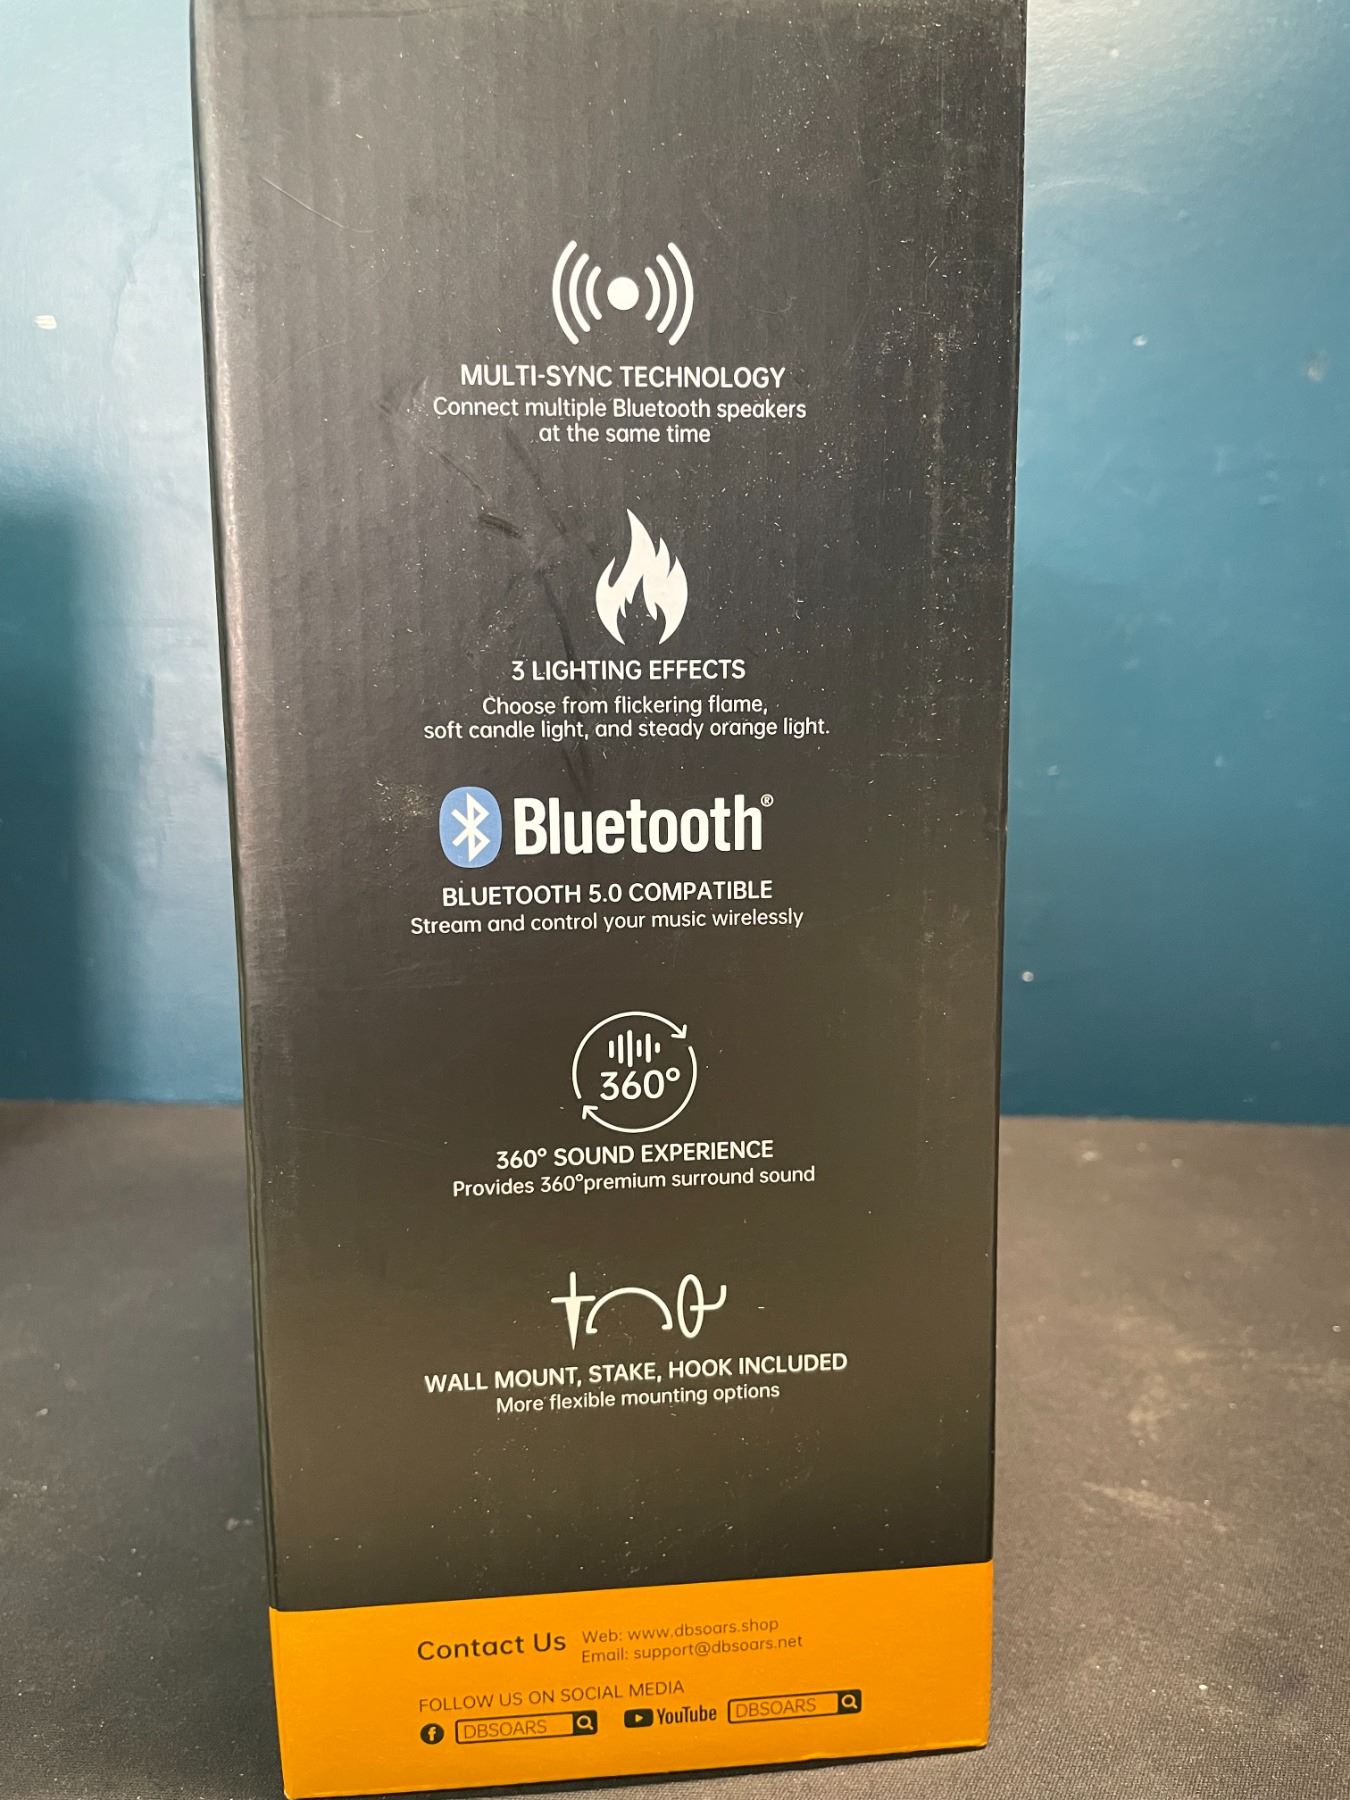 MULTI-SYNC TECHNOLOGY
Connect multiple Bluetooth speakers
at the same time
3 LIGHTING EFFECTS
Choose from flickering flame,
soft candle light, and steady orange light.
Bluetooth®
BLUETOOTH 5.0 COMPATIBLE
Stream and control your music wirelessly
360°
360° SOUND EXPERIENCE
Provides 360°premium surround sound
WALL MOUNT, STAKE, HOOK INCLUDED
More flexible mounting options
Contact Us
Web: www.dbsoars.shop
Email: support@dbsoars.net
FOLLOW US ON SOCIAL MEDIA
f DBSOARS YouTube DBSOARS